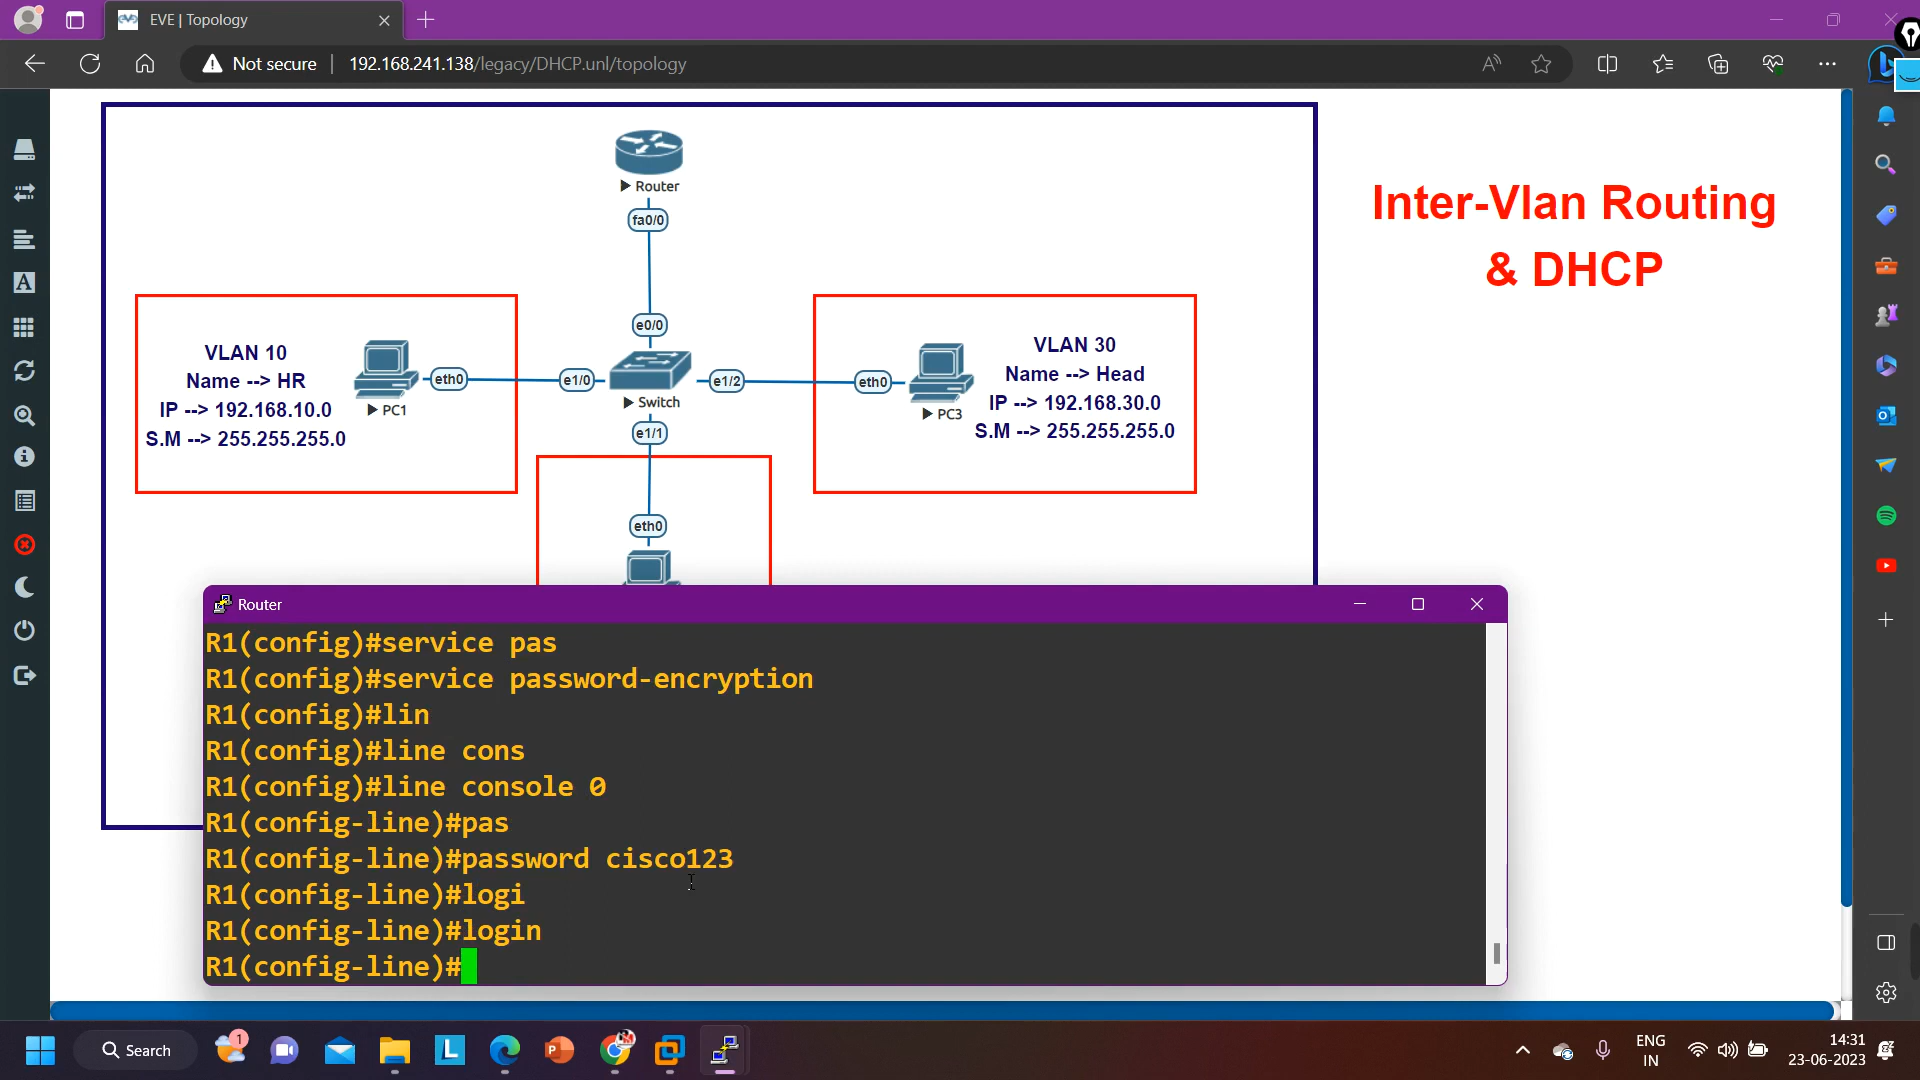 EVE | Topology
Not secure | 192.168.241.138/legacy/DHCP.unl/topology
Router
fa0/0
Inter-Vlan Routing
& DHCP
e0/0
VLAN 10
Name --> HR
IP --> 192.168.10.0
S.M --> 255.255.255.0
PC1
eth0
e1/0
Switch
e1/2
eth0
PC3
VLAN 30
Name --> Head
IP --> 192.168.30.0
S.M --> 255.255.255.0
e1/1
eth0
Router
R1(config)#service pas
R1(config)#service password-encryption
R1(config)#lin
R1(config)#line cons
R1(config)#line console 0
R1(config-line)#pas
R1(config-line)#password cisco123
R1(config-line)#logi
R1(config-line)#login
R1(config-line)#
Search
1
ENG
IN
14:31
23-06-2023